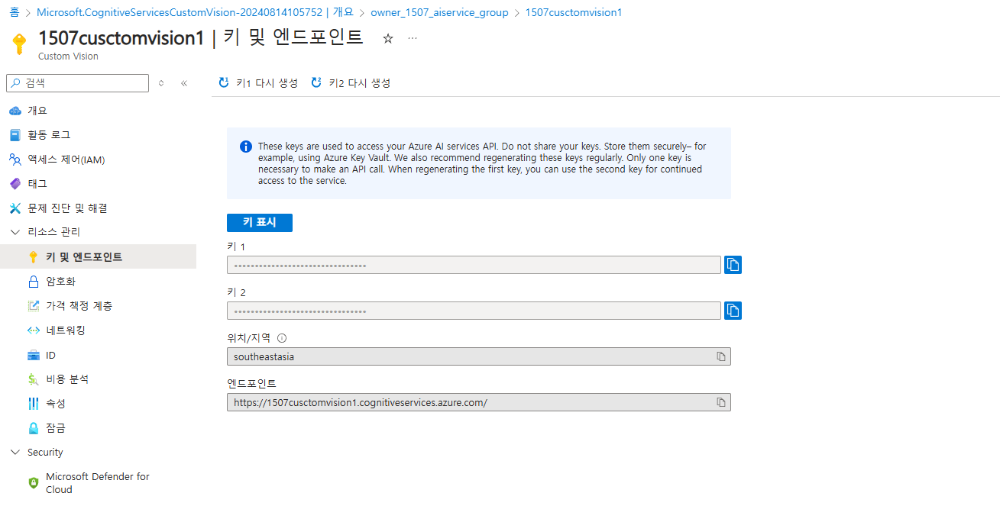 홈 > Microsoft.CognitiveServicesCustomVision-20240814105752 | 개요 > owner_1507_aiservice_group > 1507cusctomvision1
1507cusctomvision1 | 키 및 엔드포인트
Custom Vision
검색
키1 다시 생성 키2 다시 생성
개요
활동 로그
액세스 제어(IAM)
태그
문제 진단 및 해결
리소스 관리
키 및 엔드포인트
암호화
가격 책정 계층
네트워킹
ID
비용 분석
속성
잠금
Security
Microsoft Defender for
Cloud
These keys are used to access your Azure AI services API. Do not share your keys. Store them securely– for
example, using Azure Key Vault. We also recommend regenerating these keys regularly. Only one key is
necessary to make an API call. When regenerating the first key, you can use the second key for continued
access to the service.
키 표시
키 1
키 2
위치/지역
southeastasia
엔드포인트
https://1507cusctomvision1.cognitiveservices.azure.com/